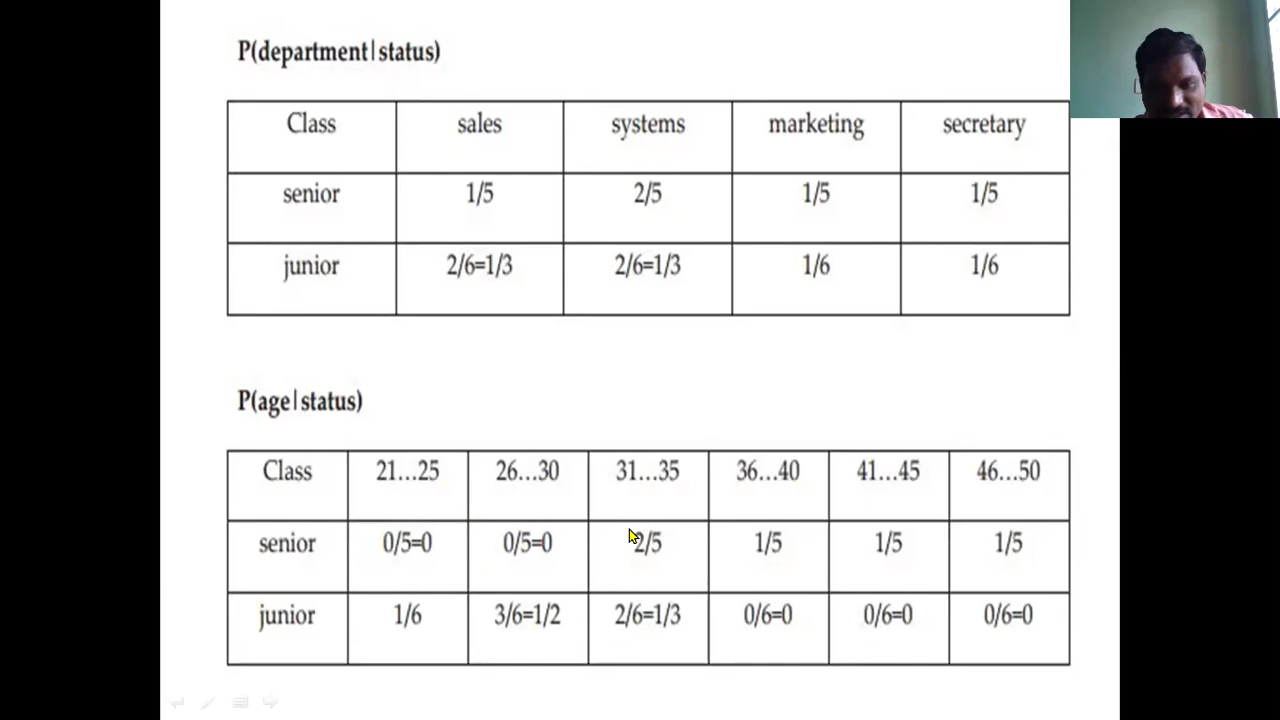 P(department|status)
Class sales systems marketing secretary
senior 1/5 2/5 1/5 1/5
junior 2/6=1/3 2/6=1/3 1/6 1/6
P(age|status)
Class 21...25 26...30 31...35 36...40 41...45 46...50
senior 0/5=0 0/5=0 2/5 1/5 1/5 1/5
junior 1/6 3/6=1/2 2/6=1/3 0/6=0 0/6=0 0/6=0